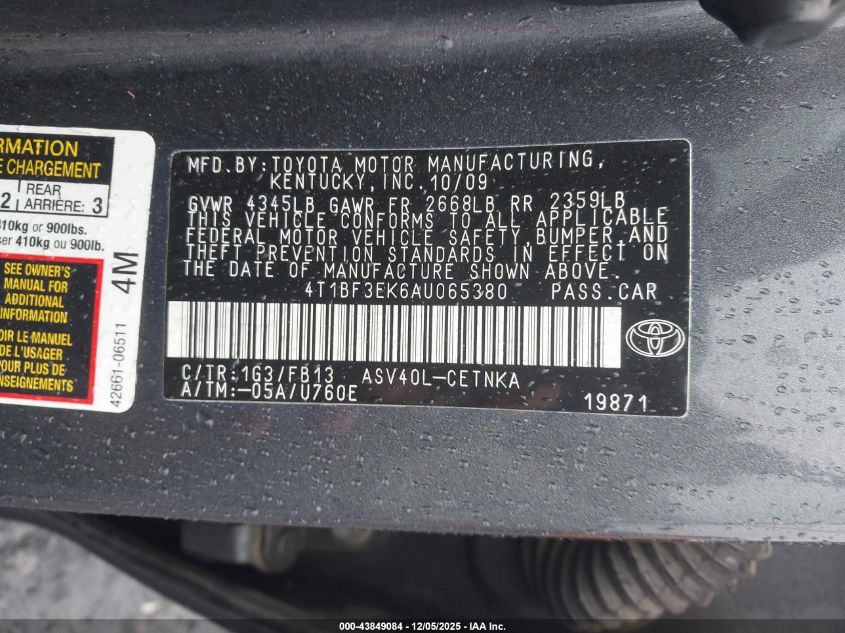 RMATION
E CHARGEMENT
2 REAR
ARRIÈRE: 3
410kg or 900lbs.
ser 410kg ou 900lb.
SEE OWNER'S
MANUAL FOR
ADDITIONAL
INFORMATION
OIR LE MANUEL
DE L'USAGER
POUR PLUS DE
ENSEIGNEMENTS
4M
42661-06511
MFD.BY:TOYOTA MOTOR MANUFACTURING,
KENTUCKY,INC.10/09
GVWR 4345LB GAWR FR 2668LB RR 2359LB
THIS VEHICLE CONFORMS TO ALL APPLICABLE
FEDERAL MOTOR VEHICLE SAFETY,BUMPER,AND
THEFT PREVENTION STANDARDS IN EFFECT ON
THE DATE OF MANUFACTURE SHOWN ABOVE.
4T1BF3EK6AU065380 PASS.CAR
C/TR:1G3/FB13 ASV40L-CETNKA
A/TM:-05A/U760E 19871
000-43849084 - 12/05/2025 - IAA Inc.